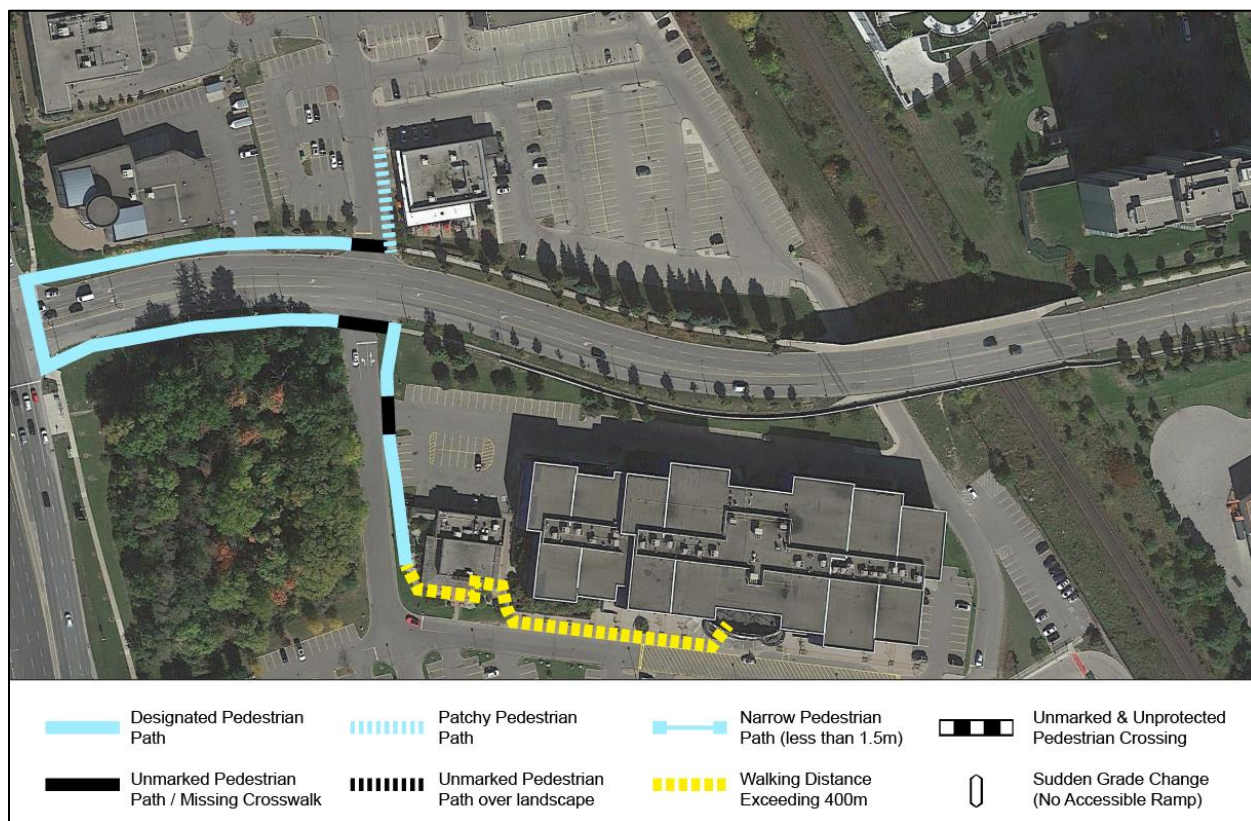 Designated Pedestrian
Path
Patchy Pedestrian
Path
Narrow Pedestrian
Path (less than 1.5m)
Unmarked & Unprotected
Pedestrian Crossing
Unmarked Pedestrian
Path / Missing Crosswalk
Unmarked Pedestrian
Path over landscape
Walking Distance
Exceeding 400m
Sudden Grade Change
(No Accessible Ramp)